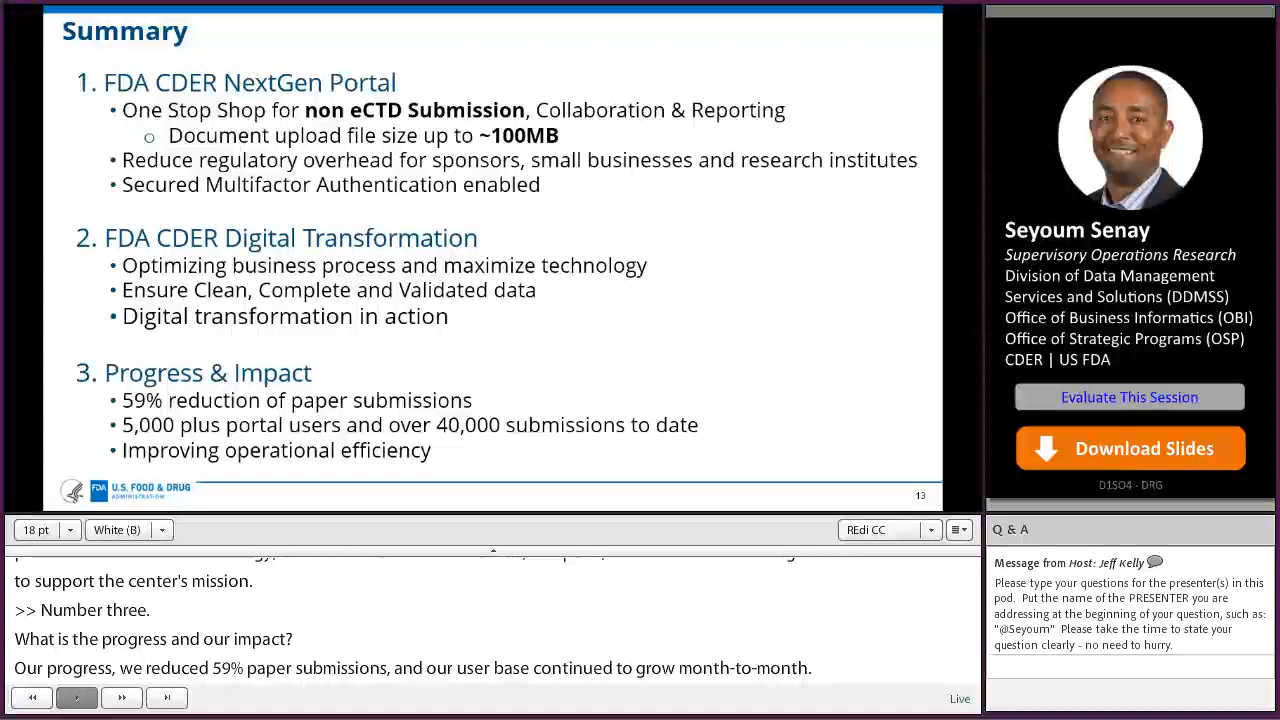 Summary
1. FDA CDER NextGen Portal
• One Stop Shop for non eCTD Submission, Collaboration & Reporting
o Document upload file size up to ~100MB
• Reduce regulatory overhead for sponsors, small businesses and research institutes
• Secured Multifactor Authentication enabled
2. FDA CDER Digital Transformation
• Optimizing business process and maximize technology
• Ensure Clean, Complete and Validated data
• Digital transformation in action
3. Progress & Impact
• 59% reduction of paper submissions
• 5,000 plus portal users and over 40,000 submissions to date
• Improving operational efficiency
FDA U.S. FOOD & DRUG
ADMINISTRATION
13
Seyoum Senay
Supervisory Operations Research
Division of Data Management
Services and Solutions (DDMSS)
Office of Business Informatics (OBI)
Office of Strategic Programs (OSP)
CDER | US FDA
Evaluate This Session
Download Slides
D1SO4 - DRG
18 pt
White (B)
REdi CC
to support the center's mission.
>> Number three.
What is the progress and our impact?
Our progress, we reduced 59% paper submissions, and our user base continued to grow month-to-month.
Live
Q & A
Message from Host: Jeff Kelly
Please type your questions for the presenter(s) in this
pod. Put the name of the PRESENTER you are
addressing at the beginning of your question, such as:
"@Seyoum" Please take the time to state your
question clearly - no need to hurry.